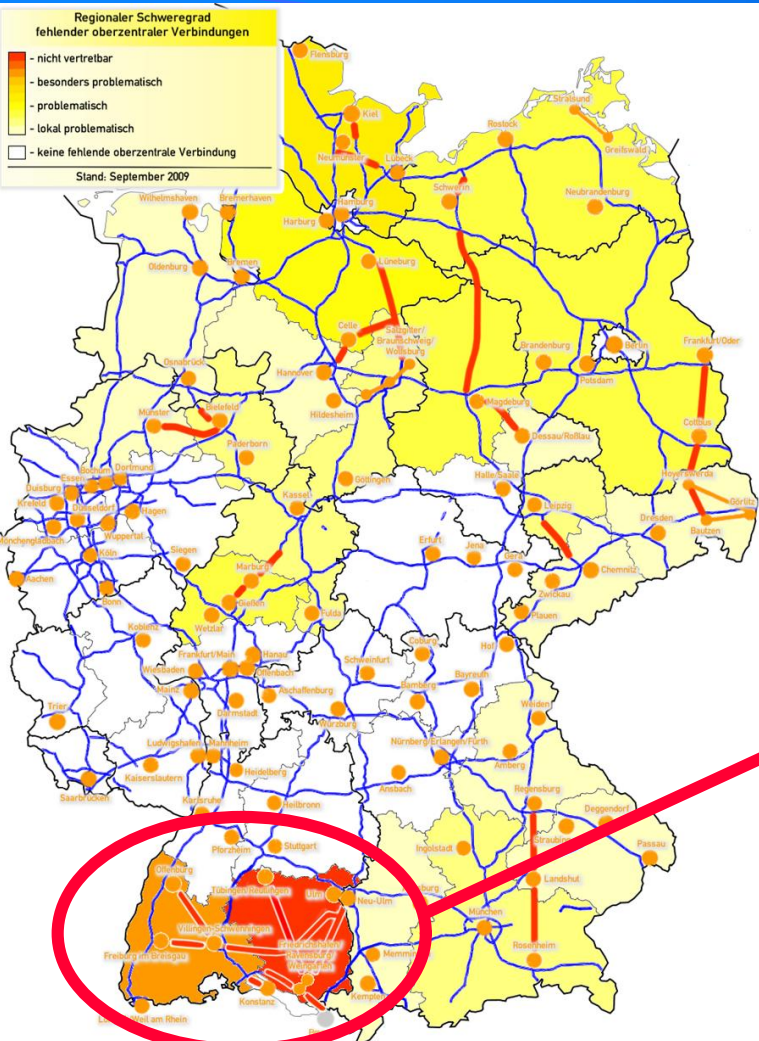 Regionaler Schweregrad
fehlender oberzentraler Verbindungen
- nicht vertretbar
- besonders problematisch
- problematisch
- lokal problematisch
- keine fehlende oberzentrale Verbindung
Stand: September 2009
Flensburg
Kiel
Stralsund
Rostock
Greifswald
Neumünster
Lübeck
Schwerin
Wilhelmshaven
Bremerhaven
Hamburg
Neubrandenburg
Harburg
Oldenburg
Bremen
Lüneburg
Celle
Salzgitter/
Braunschweig/
Wolfsburg
Brandenburg
Berlin
Frankfurt/Oder
Osnabrück
Hannover
Potsdam
Hildesheim
Magdeburg
Münster
Bielefeld
Cottbus
Dessau/Roßlau
Paderborn
Bochum
Dortmund
Essen
Göttingen
Halle/Saale
Hoyerswerda
Duisburg
Görlitz
Krefeld
Düsseldorf
Hagen
Kassel
Leipzig
Mönchengladbach
Wuppertal
Dresden
Bautzen
Köln
Siegen
Erfurt
Jena
Gera
Marburg
Aachen
Chemnitz
Zwickau
Bonn
Gießen
Wetzlar
Fulda
Plauen
Koblenz
Coburg
Hof
Frankfurt/Main
Hanau
Wiesbaden
Offenbach
Schweinfurt
Bayreuth
Mainz
Aschaffenburg
Bamberg
Trier
Darmstadt
Würzburg
Weiden
Ludwigshafen
Mannheim
Nürnberg/Erlangen/Fürth
Kaiserslautern
Heidelberg
Amberg
Ansbach
Saarbrücken
Regensburg
Karlsruhe
Heilbronn
Deggendorf
Straubing
Pforzheim
Stuttgart
Ingolstadt
Passau
Offenburg
Tübingen/Reutlingen
Ulm
Neu-Ulm
burg
Landshut
München
Villingen-Schwenningen
Friedrichshafen/
Ravensburg/
Weingarten
Freiburg im Breisgau
Rosenheim
Memmin
Konstanz
Kempten
/Weil am Rhein